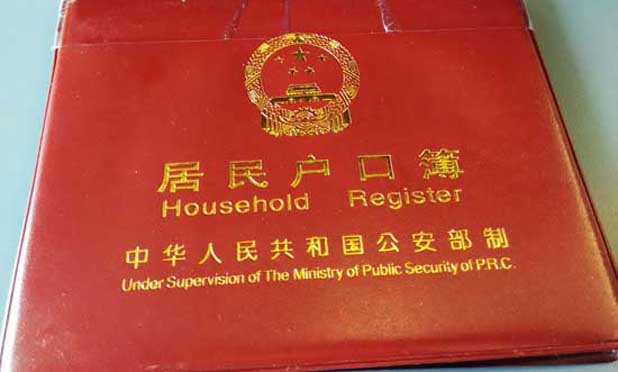 居民户口簿
Household Register
中华人民共和国公安部制
Under Supervision of The Ministry of Public Security of P.R.C.